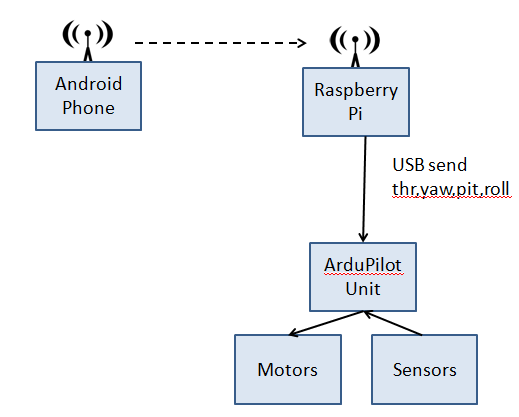 Android
Phone
Raspberry
Pi
USB send
thr,yaw,pit,roll
ArduPilot
Unit
Motors
Sensors